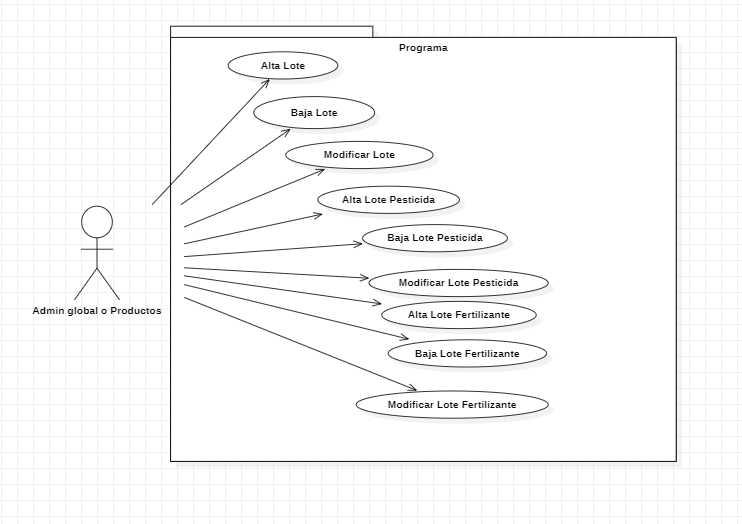 Programa
Alta Lote
Baja Lote
Modificar Lote
Alta Lote Pesticida
Baja Lote Pesticida
Modificar Lote Pesticida
Alta Lote Fertilizante
Admin global o Productos
Baja Lote Fertilizante
Modificar Lote Fertilizante